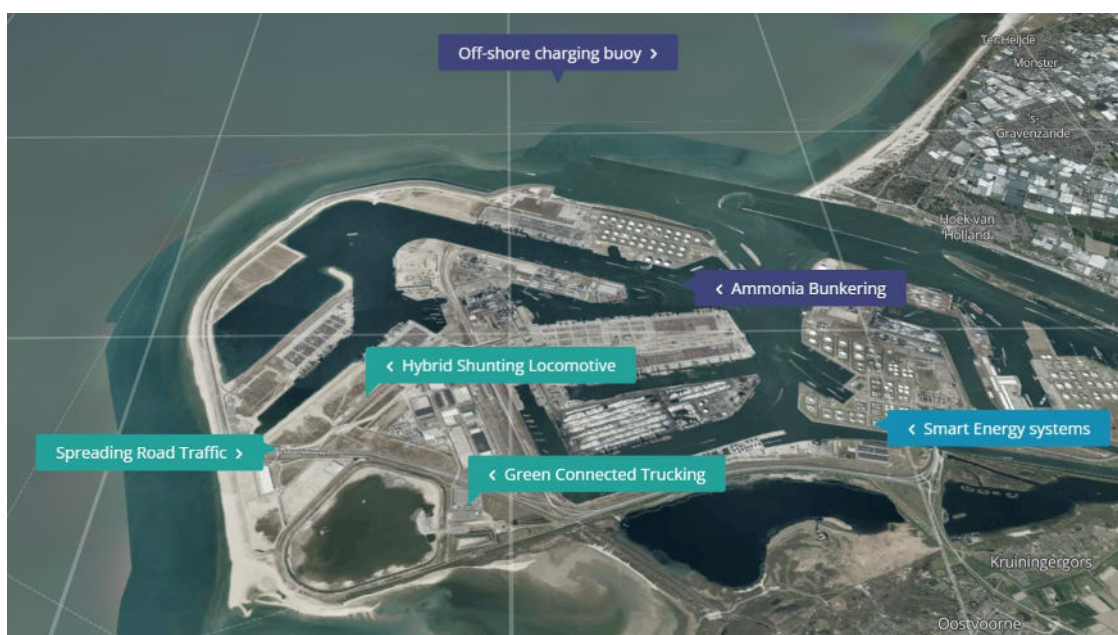 Off-shore charging buoy >
Ter Heijde
Monster
's-
Gravenzande
Hoek van
Holland
< Ammonia Bunkering
< Hybrid Shunting Locomotive
< Smart Energy systems
Spreading Road Traffic >
< Green Connected Trucking
Kruiningergors
Oostvoorne